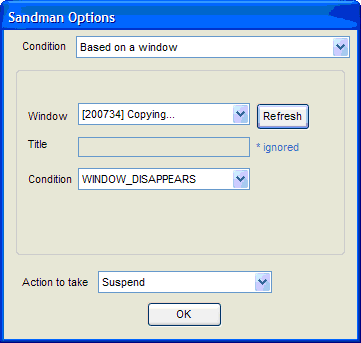 Sandman Options
Condition Based on a window
Window [200734] Copying... Refresh
Title * ignored
Condition WINDOW_DISAPPEARS
Action to take Suspend
OK